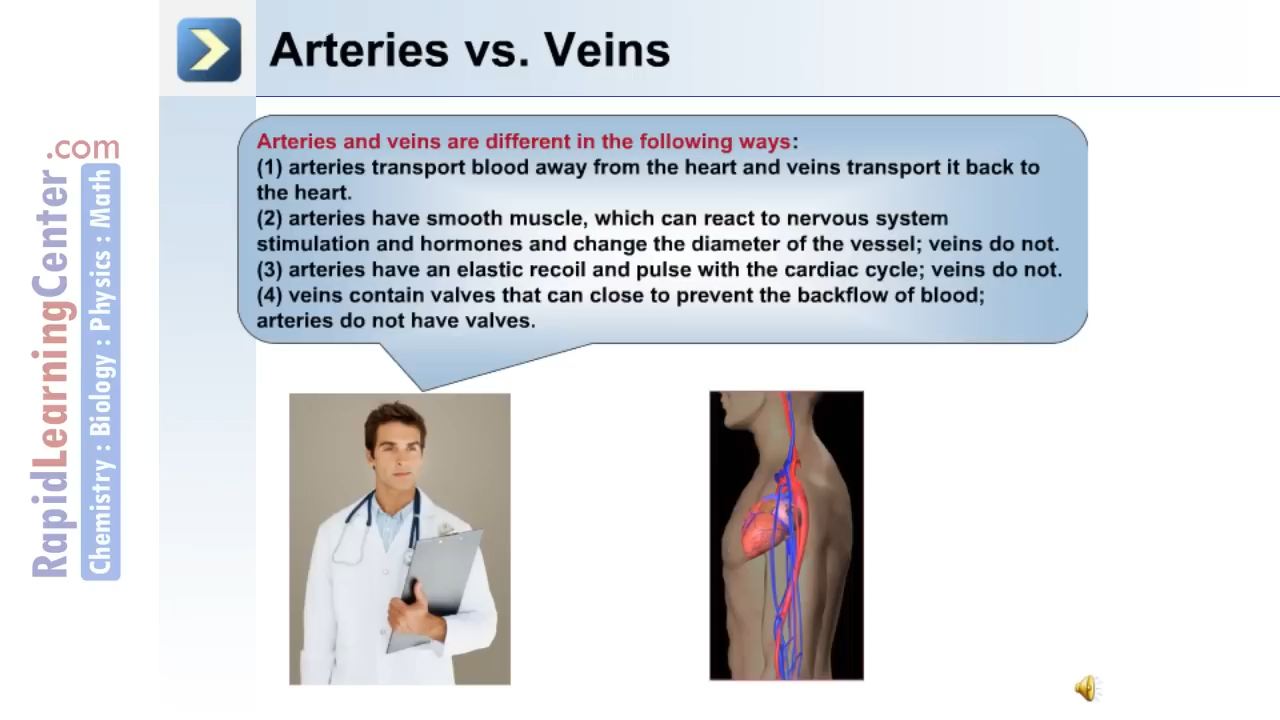 Arteries vs. Veins
Arteries and veins are different in the following ways:
(1) arteries transport blood away from the heart and veins transport it back to
the heart.
(2) arteries have smooth muscle, which can react to nervous system
stimulation and hormones and change the diameter of the vessel; veins do not.
(3) arteries have an elastic recoil and pulse with the cardiac cycle; veins do not.
(4) veins contain valves that can close to prevent the backflow of blood;
arteries do not have valves.
RapidLearningCenter.com
Chemistry : Biology : Physics : Math